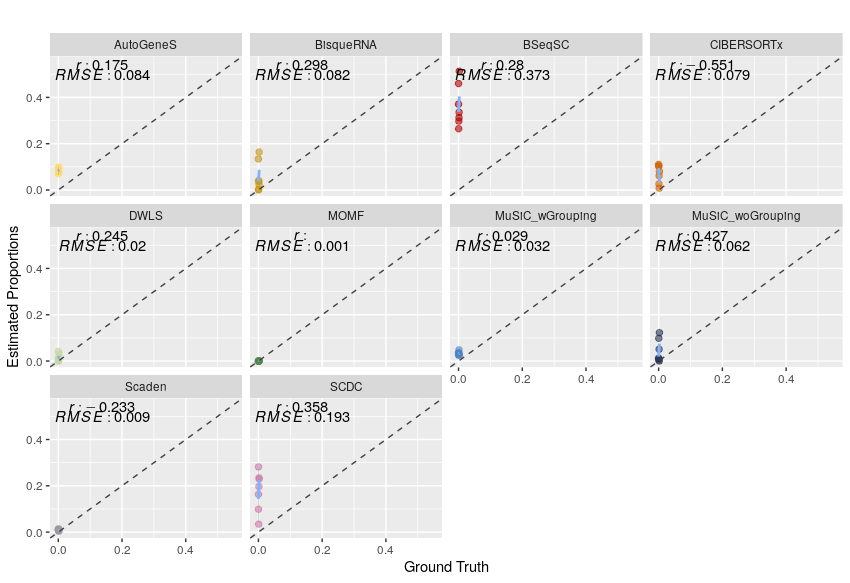 AutoGeneS
BisqueRNA
BSeqSC
CIBERSORTx
r : 0.175
RMSE : 0.084
r : 0.298
RMSE : 0.082
r : 0.28
RMSE : 0.373
r : −0.551
RMSE : 0.079
0.4
0.2
0.0
DWLS
MOMF
MuSiC_wGrouping
MuSiC_woGrouping
r : 0.245
RMSE : 0.02
r :
RMSE : 0.001
r : 0.029
RMSE : 0.032
r : 0.427
RMSE : 0.062
0.4
0.2
0.0
0.0 0.2 0.4
0.0 0.2 0.4
Scaden
SCDC
r : −0.233
RMSE : 0.009
r : 0.358
RMSE : 0.193
0.4
0.2
0.0
0.0 0.2 0.4
0.0 0.2 0.4
Estimated Proportions
Ground Truth